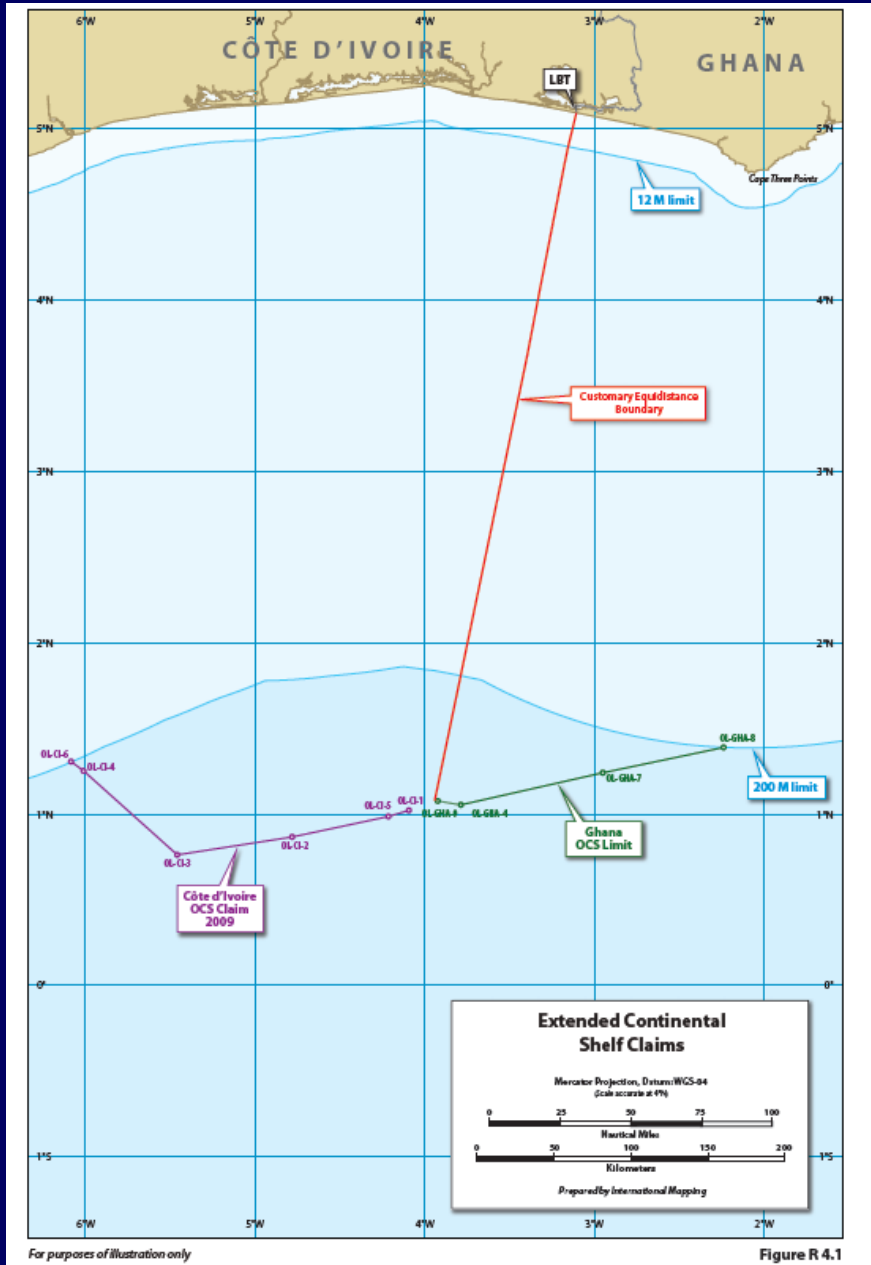 6°W 5°W 4°W 3°W 2°W
CÔTE D'IVOIRE
GHANA
LBT
5°N 5°N
Cape Three Points
12 M limit
4°N 4°N
Customary Equidistance
Boundary
3°N 3°N
2°N 2°N
OL-GHA-8
OL-CI-6
OL-CI-4
OL-GHA-7
200 M limit
OL-CI-1
OL-CI-5
OL-GHA-9
OL-GHA-4
1°N 1°N
Ghana
OCS Limit
OL-CI-2
OL-CI-3
Côte d'Ivoire
OCS Claim
2009
0° 0°
Extended Continental
Shelf Claims
Mercator Projection, Datum: WGS-84
(Scale accurate at 4°N)
0 25 50 75 100
Nautical Miles
0 50 100 150 200
Kilometers
Prepared by International Mapping
1°S 1°S
6°W 5°W 4°W 3°W 2°W
For purposes of illustration only
Figure R 4.1